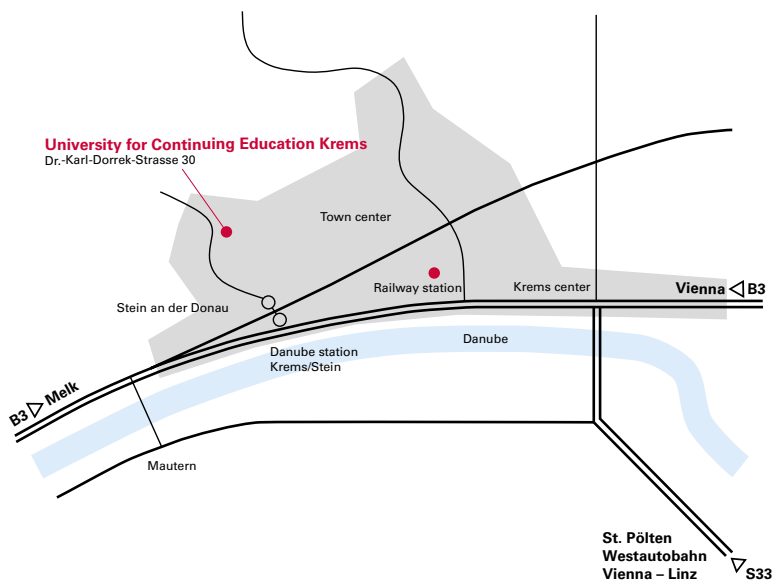 University for Continuing Education Krems
Dr.-Karl-Dorrek-Strasse 30
Town center
Railway station
Krems center
Vienna B3
Stein an der Donau
Danube station
Krems/Stein
Danube
B3 Melk
Mautern
St. Pölten
Westautobahn
Vienna – Linz
S33